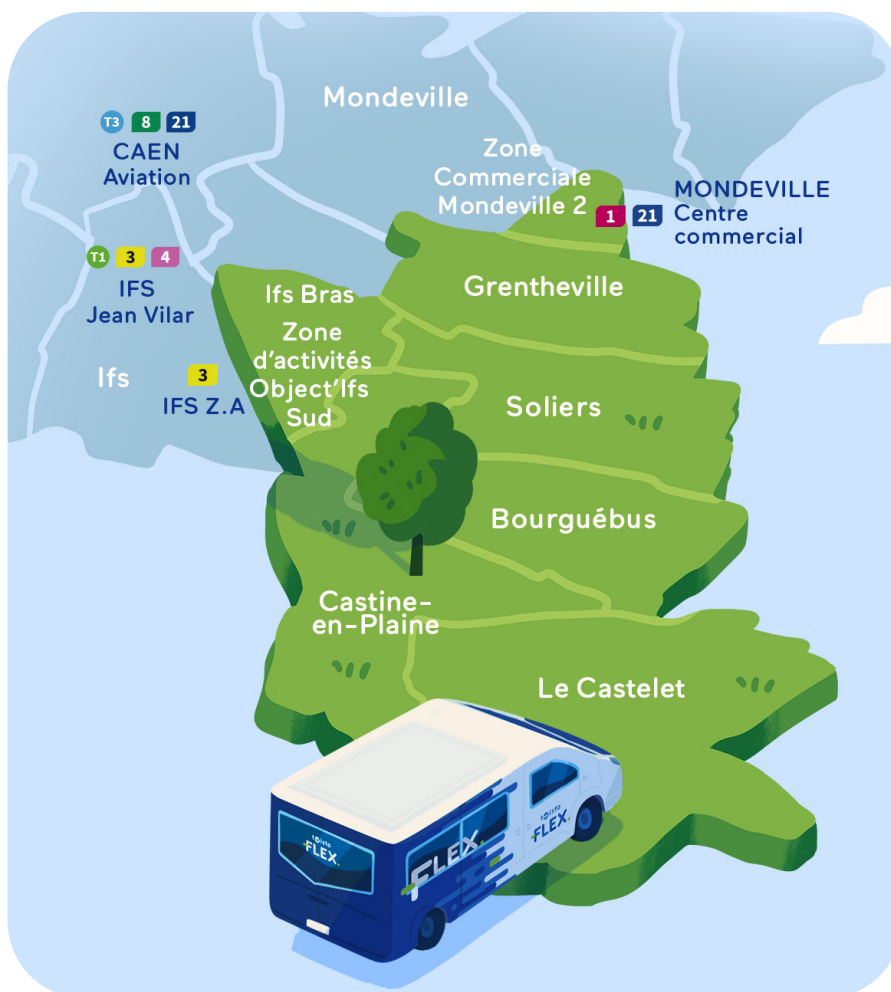 Mondeville
T3 8 21
CAEN
Aviation
Zone
Commerciale
Mondeville 2
1 21
MONDEVILLE
Centre
commercial
T1 3 4
IFS
Jean Vilar
Ifs Bras
Grentheville
Zone
d'activités
Object'Ifs
Sud
Ifs
3
IFS Z.A
Soliers
Bourguébus
Castine-
en-Plaine
Le Castelet
twisto
FLEX.
FLEX.
twisto
FLEX.